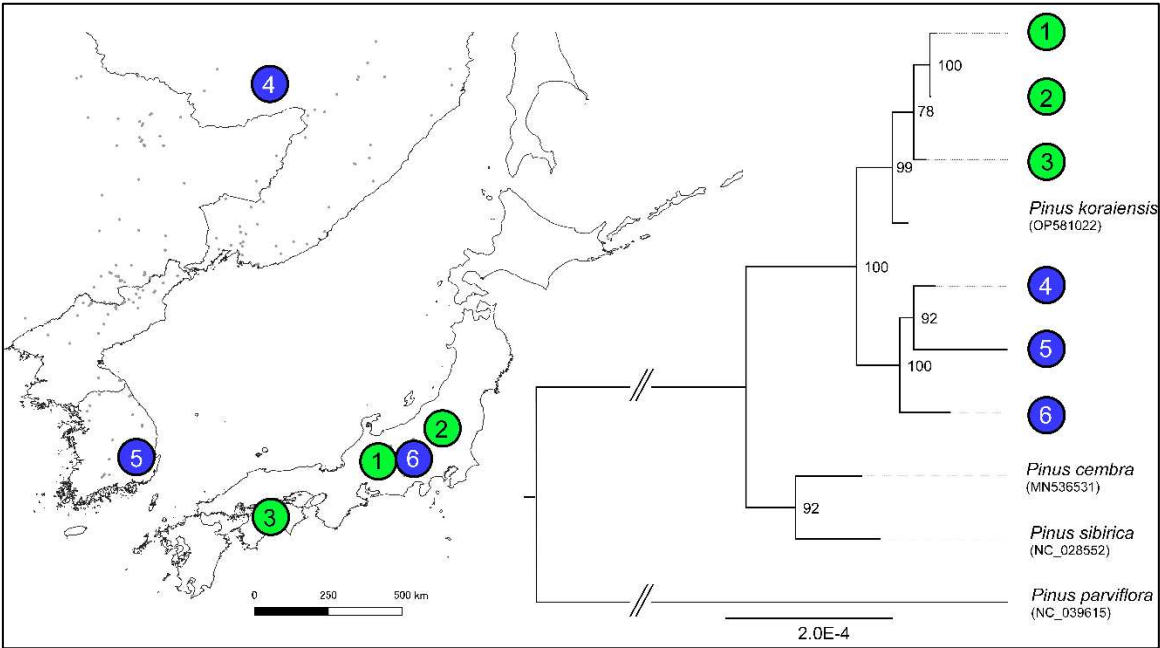 4
5
1
6
2
3
0 250 500 km
1
100
2
78
3
99
Pinus koraiensis
(OP581022)
100
4
92
5
100
6
Pinus cembra
(MN536531)
92
Pinus sibirica
(NC_028552)
Pinus parviflora
(NC_039615)
2.0E-4